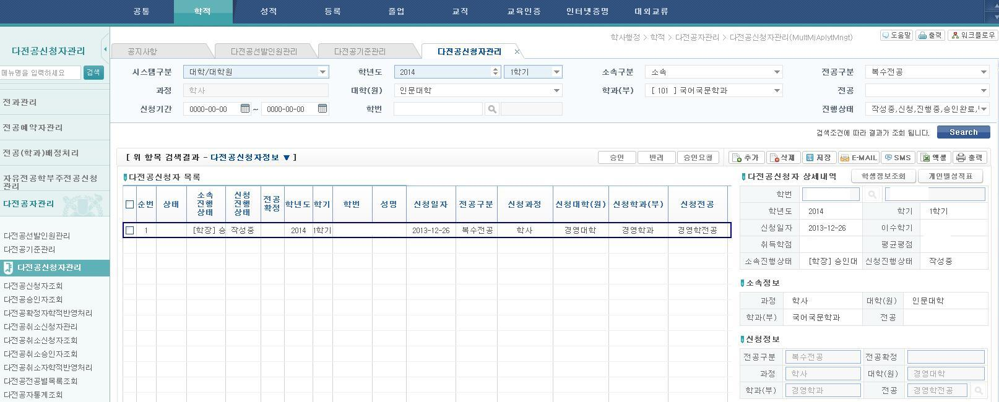 공통 학적 성적 등록 졸업 교직 교육인증 인터넷증명 대외교류
학사행정 > 학적 > 다전공자관리 > 다전공신청자관리(MultMjAplytMngt) 도움말 출력 워크플로우
다전공신청자관리
메뉴명을 입력하세요 검색
전과관리
전공예약자관리
전공(학과)배정처리
자유전공학부주전공신청
관리
다전공자관리
다전공선발인원관리
다전공기준관리
다전공신청자관리
다전공신청자조회
다전공승인자조회
다전공확정자학적반영처리
다전공취소신청자관리
다전공취소신청자조회
다전공취소승인자조회
다전공취소자학적반영처리
다전공전공별목록조회
다전공자통계조회
공지사항 다전공선발인원관리 다전공기준관리 다전공신청자관리 ×
시스템구분 대학/대학원 학년도 2014 1학기 소속구분 소속 전공구분 복수전공
과정 학사 대학(원) 인문대학 학과(부) [ 101 ] 국어국문학과 전공
신청기간 0000-00-00 ~ 0000-00-00 학번 진행상태 작성중,신청,진행중,승인완료,
검색조건에 따라 결과가 조회 됩니다. Search
[ 위 항목 검색결과 - 다전공신청자정보 ▼ ] 승인 반려 승인요청 추가 삭제 저장 E-MAIL SMS 엑셀 출력
다전공신청자 목록
순번 상태 소속진행상태 신청진행상태 전공확정 학년도 학기 학번 성명 신청일자 전공구분 신청과정 신청대학(원) 신청학과(부) 신청전공
1 [학장] 승 작성중 2014 1학기 2013-12-26 복수전공 학사 경영대학 경영학과 경영학전공
다전공신청자 상세내역 학생정보조회 개인별성적표
학번
학년도 2014 학기 1학기
신청일자 2013-12-26 이수학기
취득학점 평균평점
소속진행상태 [학장] 승인대 신청진행상태 작성중
소속정보
과정 학사 대학(원) 인문대학
학과(부) 국어국문학과 전공
신청정보
전공구분 복수전공 전공확정
과정 학사 대학(원) 경영대학
학과(부) 경영학과 전공 경영학전공